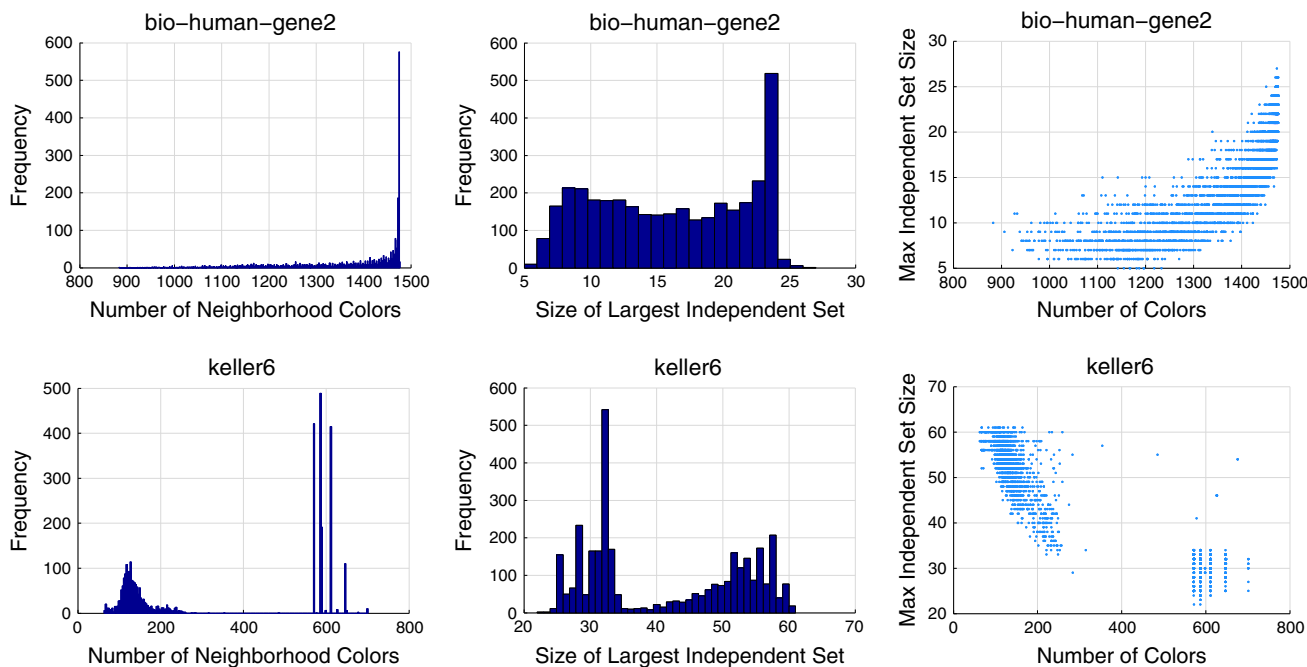 bio−human−gene2
600
500
400
300
200
100
0
Frequency
800 900 1000 1100 1200 1300 1400 1500
Number of Neighborhood Colors
bio−human−gene2
600
500
400
300
200
100
0
Frequency
5 10 15 20 25 30
Size of Largest Independent Set
bio−human−gene2
30
25
20
15
10
5
Max Independent Set Size
800 900 1000 1100 1200 1300 1400 1500
Number of Colors
keller6
500
400
300
200
100
0
Frequency
0 200 400 600 800
Number of Neighborhood Colors
keller6
600
500
400
300
200
100
0
Frequency
20 30 40 50 60 70
Size of Largest Independent Set
keller6
70
60
50
40
30
20
Max Independent Set Size
0 200 400 600 800
Number of Colors